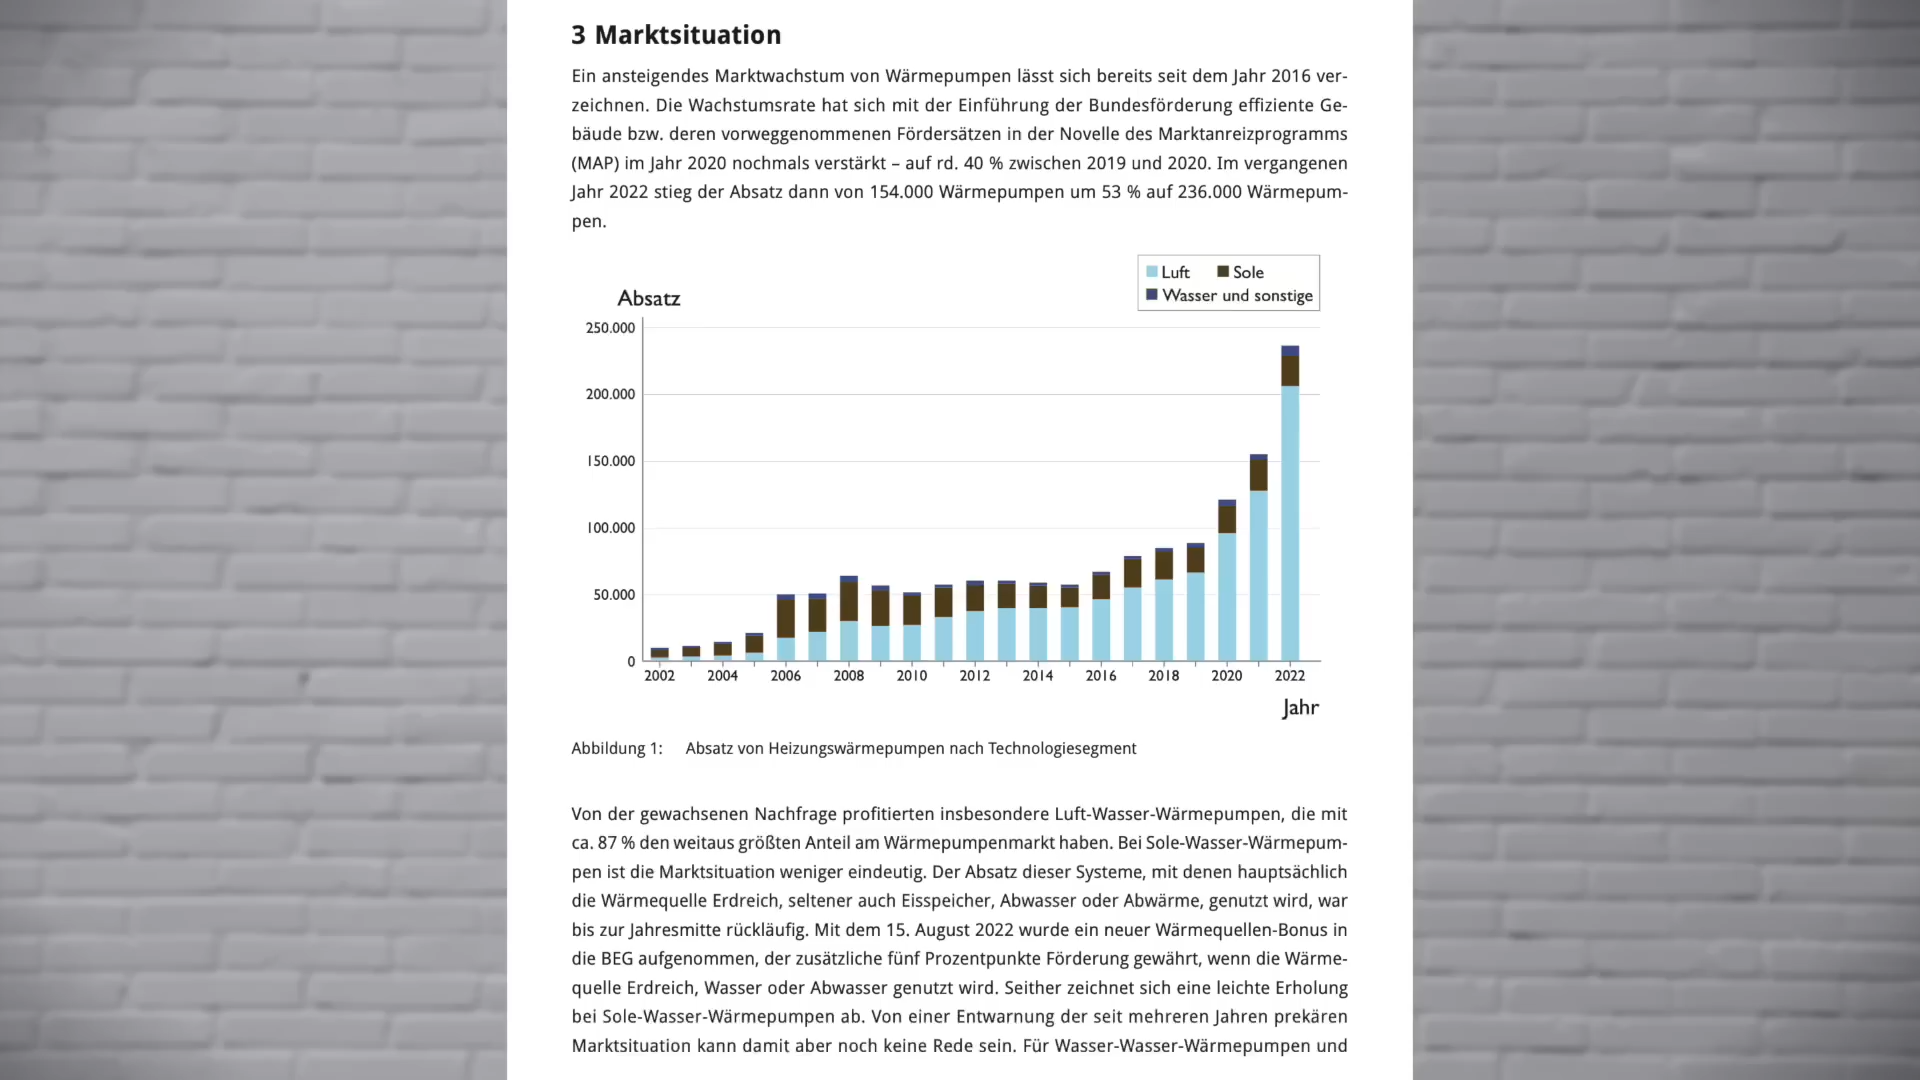 3 Marktsituation
Ein ansteigendes Marktwachstum von Wärmepumpen lässt sich bereits seit dem Jahr 2016 ver-
zeichnen. Die Wachstumsrate hat sich mit der Einführung der Bundesförderung effiziente Ge-
bäude bzw. deren vorweggenommenen Fördersätzen in der Novelle des Marktanreizprogramms
(MAP) im Jahr 2020 nochmals verstärkt – auf rd. 40 % zwischen 2019 und 2020. Im vergangenen
Jahr 2022 stieg der Absatz dann von 154.000 Wärmepumpen um 53 % auf 236.000 Wärmepum-
pen.
Luft Sole
Wasser und sonstige
Absatz
250.000
200.000
150.000
100.000
50.000
0
2002 2004 2006 2008 2010 2012 2014 2016 2018 2020 2022
Jahr
Abbildung 1: Absatz von Heizungswärmepumpen nach Technologiesegment
Von der gewachsenen Nachfrage profitierten insbesondere Luft-Wasser-Wärmepumpen, die mit
ca. 87 % den weitaus größten Anteil am Wärmepumpenmarkt haben. Bei Sole-Wasser-Wärmepum-
pen ist die Marktsituation weniger eindeutig. Der Absatz dieser Systeme, mit denen hauptsächlich
die Wärmequelle Erdreich, seltener auch Eisspeicher, Abwasser oder Abwärme, genutzt wird, war
bis zur Jahresmitte rückläufig. Mit dem 15. August 2022 wurde ein neuer Wärmequellen-Bonus in
die BEG aufgenommen, der zusätzliche fünf Prozentpunkte Förderung gewährt, wenn die Wärme-
quelle Erdreich, Wasser oder Abwasser genutzt wird. Seither zeichnet sich eine leichte Erholung
bei Sole-Wasser-Wärmepumpen ab. Von einer Entwarnung der seit mehreren Jahren prekären
Marktsituation kann damit aber noch keine Rede sein. Für Wasser-Wasser-Wärmepumpen und